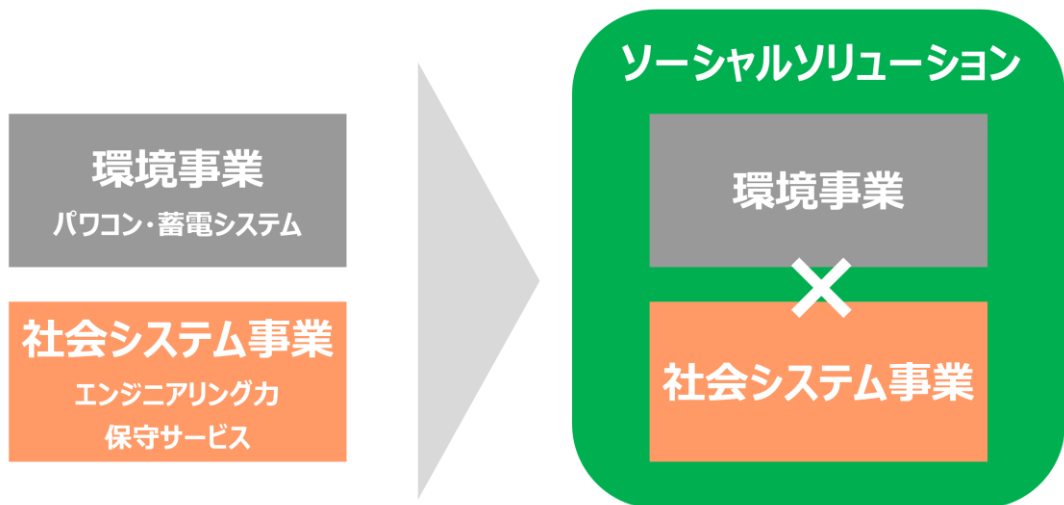 環境事業
パワコン・蓄電システム
社会システム事業
エンジニアリング力
保守サービス
ソーシャルソリューション
環境事業
×
社会システム事業